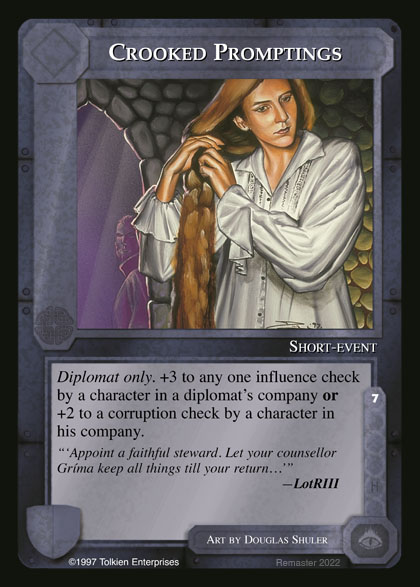 CROOKED PROMPTINGS
SHORT-EVENT
Diplomat only. +3 to any one influence check
by a character in a diplomat's company or
+2 to a corruption check by a character in
his company.
7
“‘Appoint a faithful steward. Let your counsellor
Gríma keep all things till your return…’”
—LotRIII
H
ART BY DOUGLAS SHULER
©1997 Tolkien Enterprises
Remaster 2022